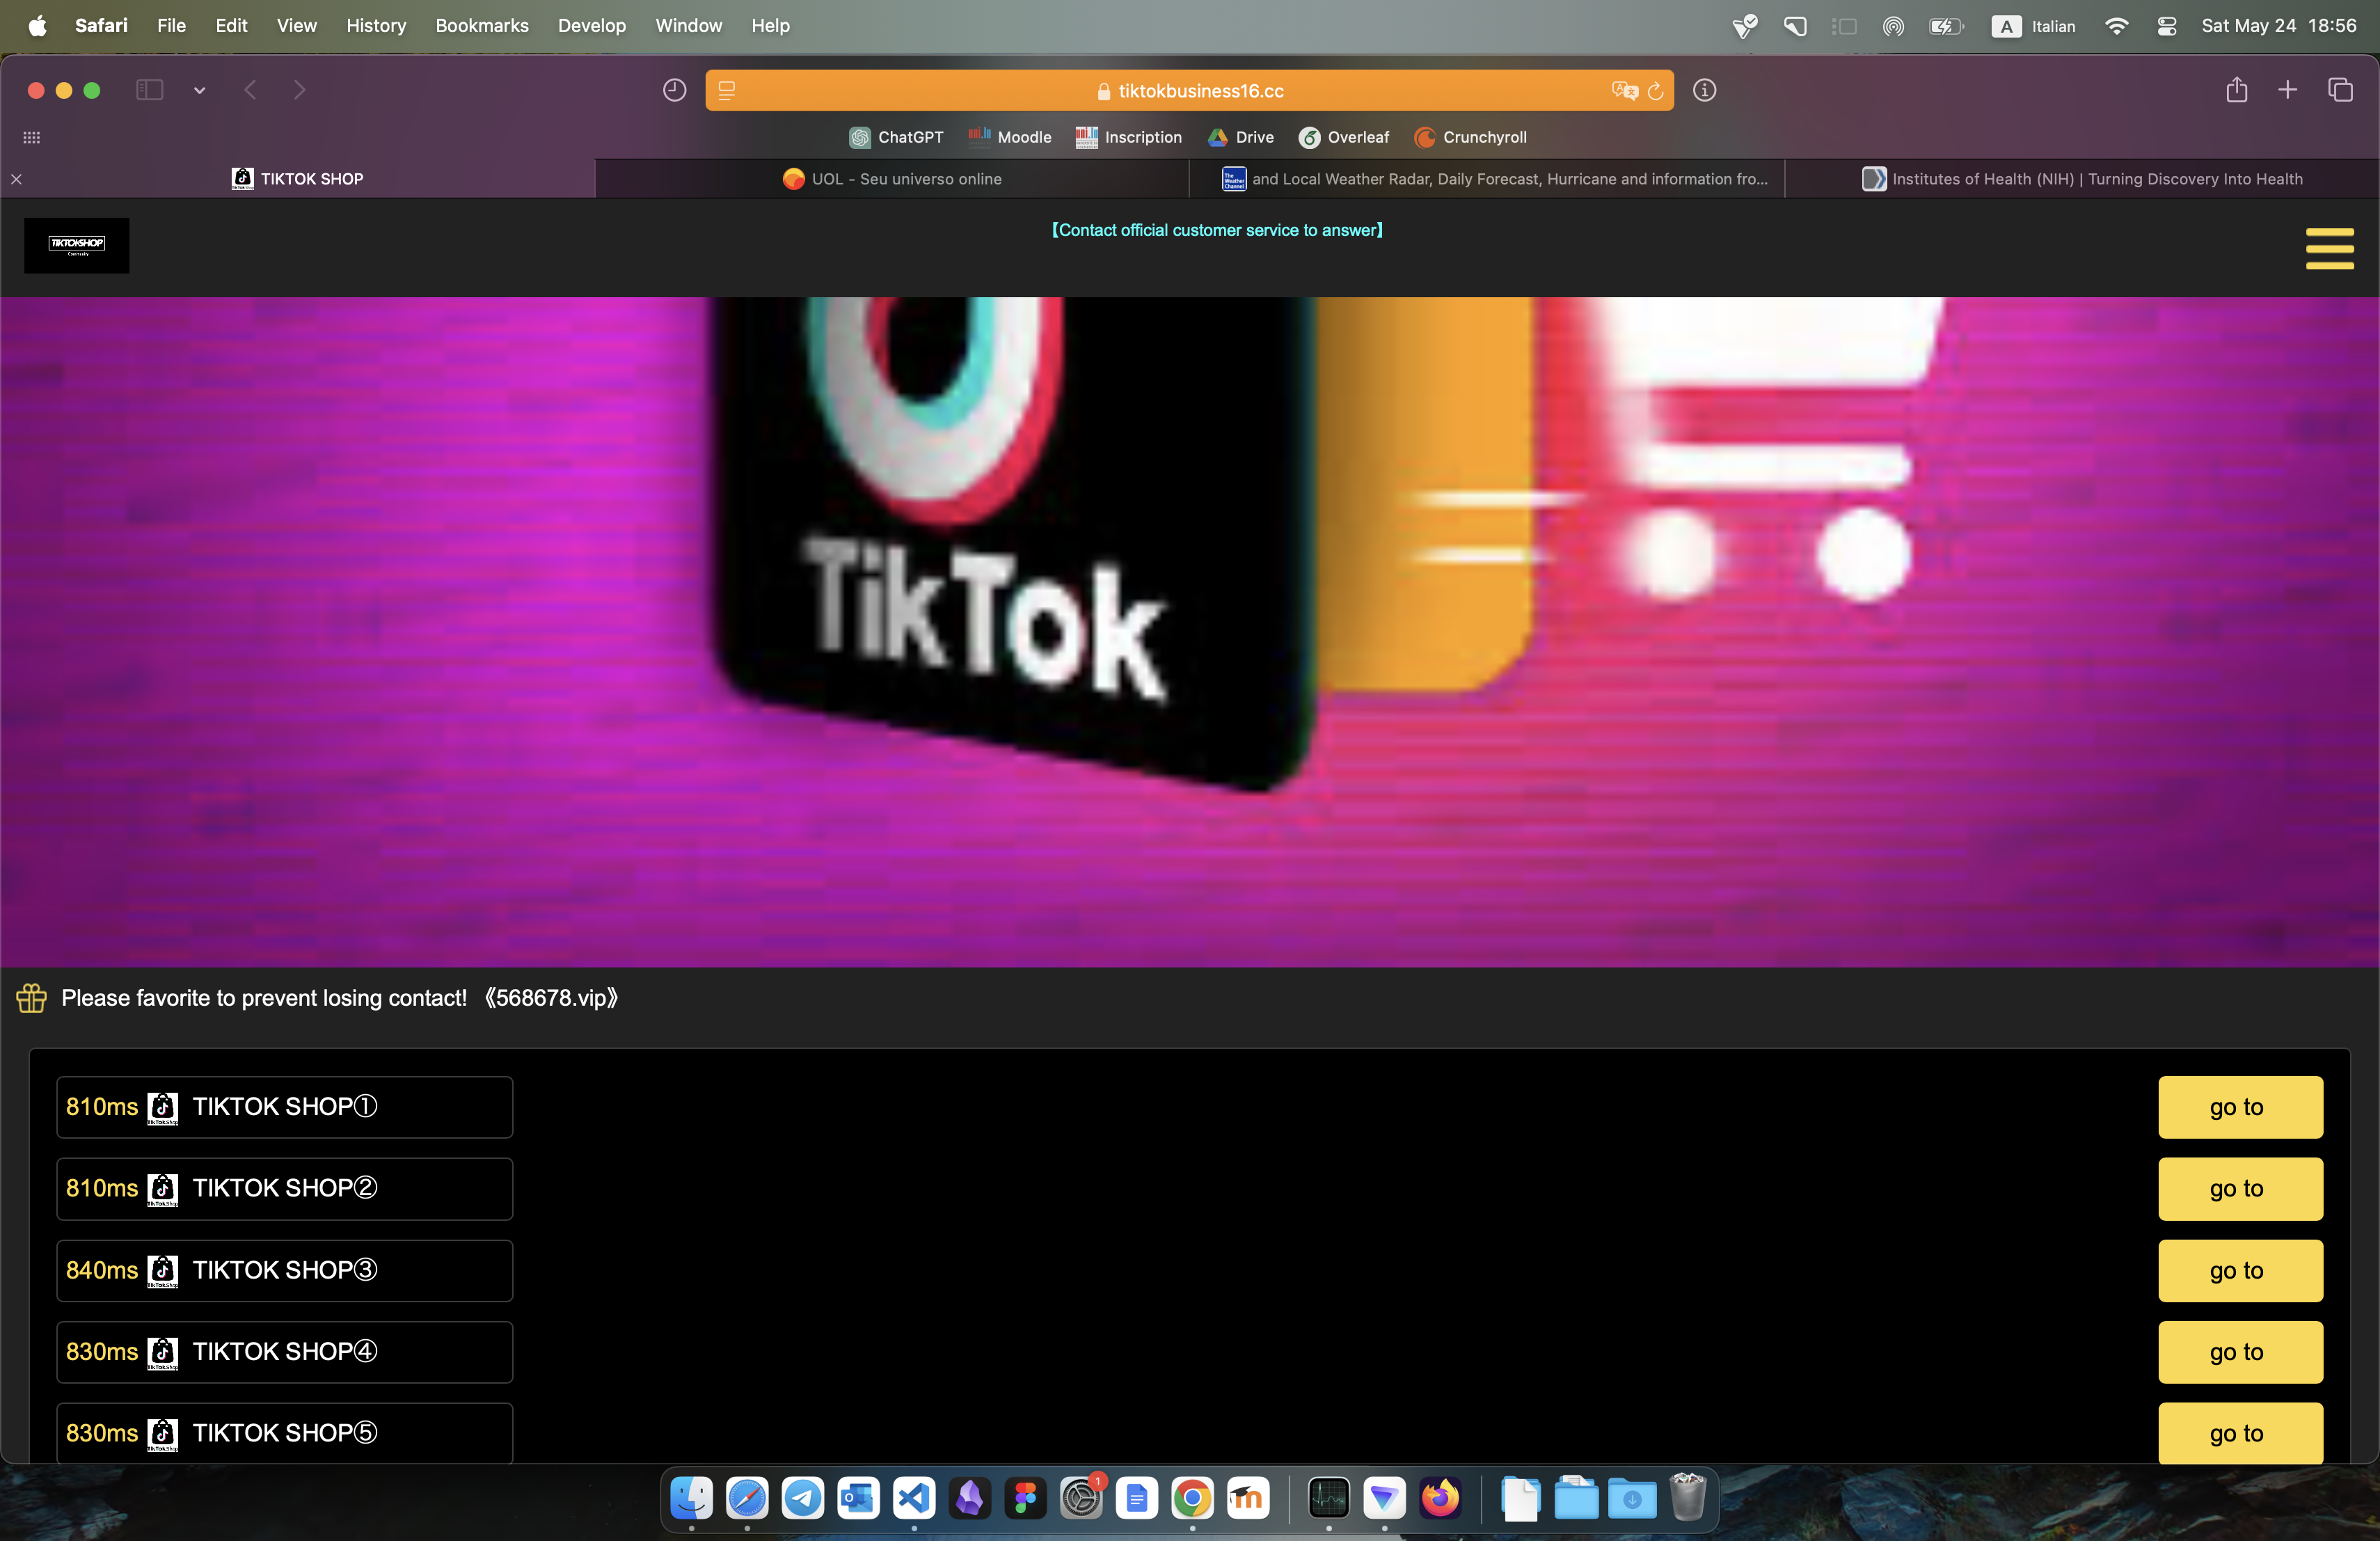 Safari File Edit View History Bookmarks Develop Window Help A Italian Sat May 24 18:56
tiktokbusiness16.cc
ChatGPT Moodle Inscription Drive Overleaf Crunchyroll
TIKTOK SHOP UOL - Seu universo online and Local Weather Radar, Daily Forecast, Hurricane and information fro... Institutes of Health (NIH) | Turning Discovery Into Health
TIKTOKSHOP
Community
【Contact official customer service to answer】
TikTok
Please favorite to prevent losing contact! 《568678.vip》
810ms TIKTOK SHOP① go to
810ms TIKTOK SHOP② go to
840ms TIKTOK SHOP③ go to
830ms TIKTOK SHOP④ go to
830ms TIKTOK SHOP⑤ go to
1